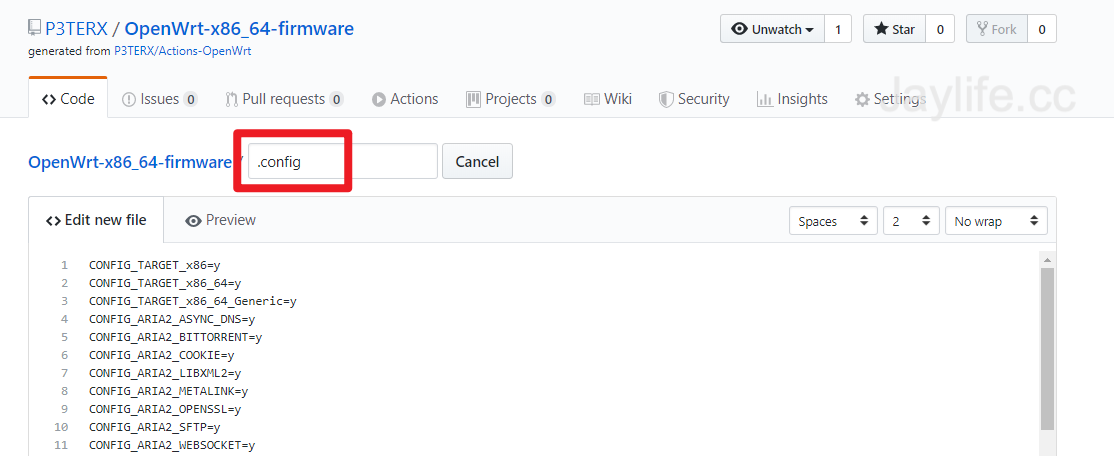 P3TERX / OpenWrt-x86_64-firmware
Unwatch 1 Star 0 Fork 0
generated from P3TERX/Actions-OpenWrt
Code Issues 0 Pull requests 0 Actions Projects 0 Wiki Security Insights Settings
Jaylife.cc
OpenWrt-x86_64-firmware / .config Cancel
<> Edit new file Preview Spaces 2 No wrap
1 CONFIG_TARGET_x86=y
2 CONFIG_TARGET_x86_64=y
3 CONFIG_TARGET_x86_64_Generic=y
4 CONFIG_ARIA2_ASYNC_DNS=y
5 CONFIG_ARIA2_BITTORRENT=y
6 CONFIG_ARIA2_COOKIE=y
7 CONFIG_ARIA2_LIBXML2=y
8 CONFIG_ARIA2_METALINK=y
9 CONFIG_ARIA2_OPENSSL=y
10 CONFIG_ARIA2_SFTP=y
11 CONFIG_ARIA2_WEBSOCKET=y